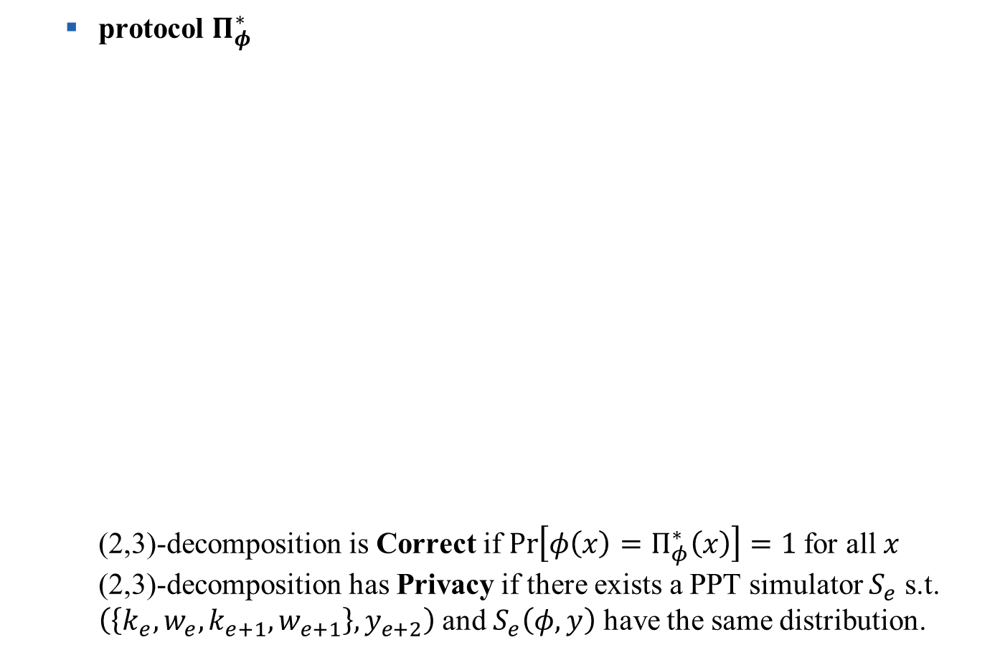 ▪ protocol Π*_ϕ
(2,3)-decomposition is Correct if Pr[ϕ(x) = Π*_ϕ(x)] = 1 for all x
(2,3)-decomposition has Privacy if there exists a PPT simulator S_e s.t.
({k_e, w_e, k_{e+1}, w_{e+1}}, y_{e+2}) and S_e(ϕ, y) have the same distribution.